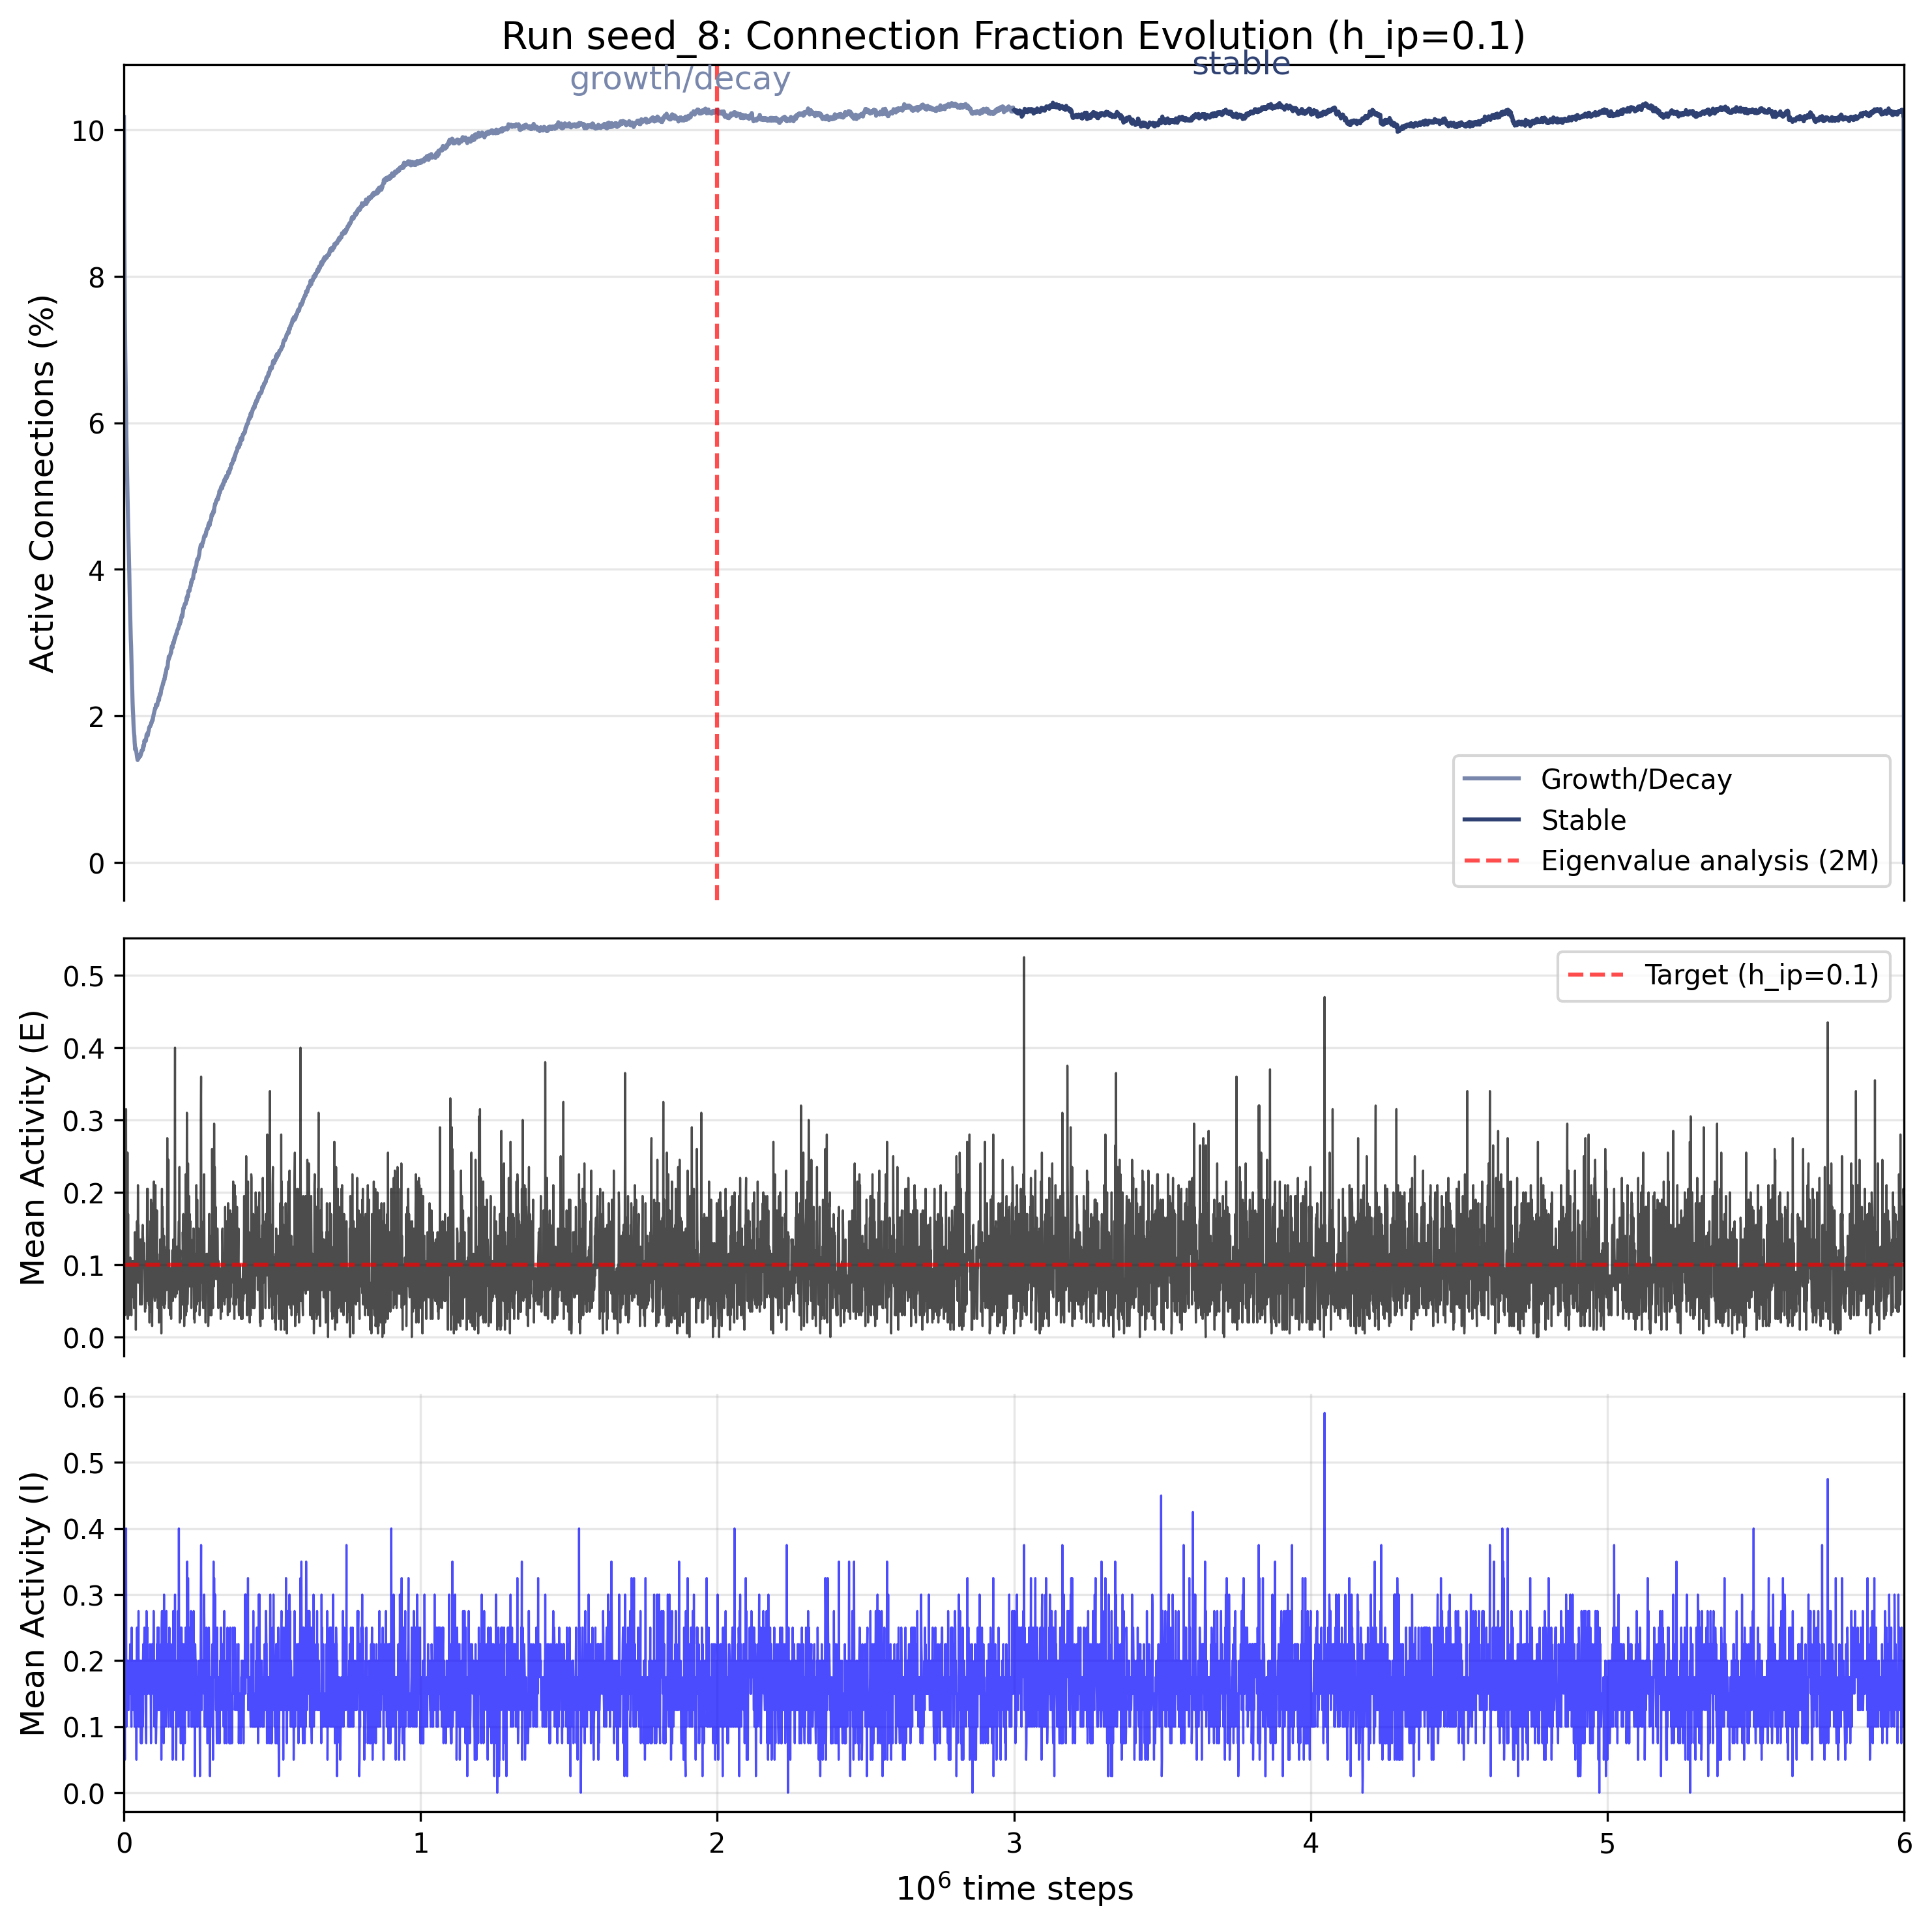 Run seed_8: Connection Fraction Evolution (h_ip=0.1)
growth/decay
stable
Active Connections (%)
10
8
6
4
2
0
Growth/Decay
Stable
Eigenvalue analysis (2M)
Mean Activity (E)
0.5
0.4
0.3
0.2
0.1
0.0
Target (h_ip=0.1)
Mean Activity (I)
0.6
0.5
0.4
0.3
0.2
0.1
0.0
0 1 2 3 4 5 6
10⁶ time steps